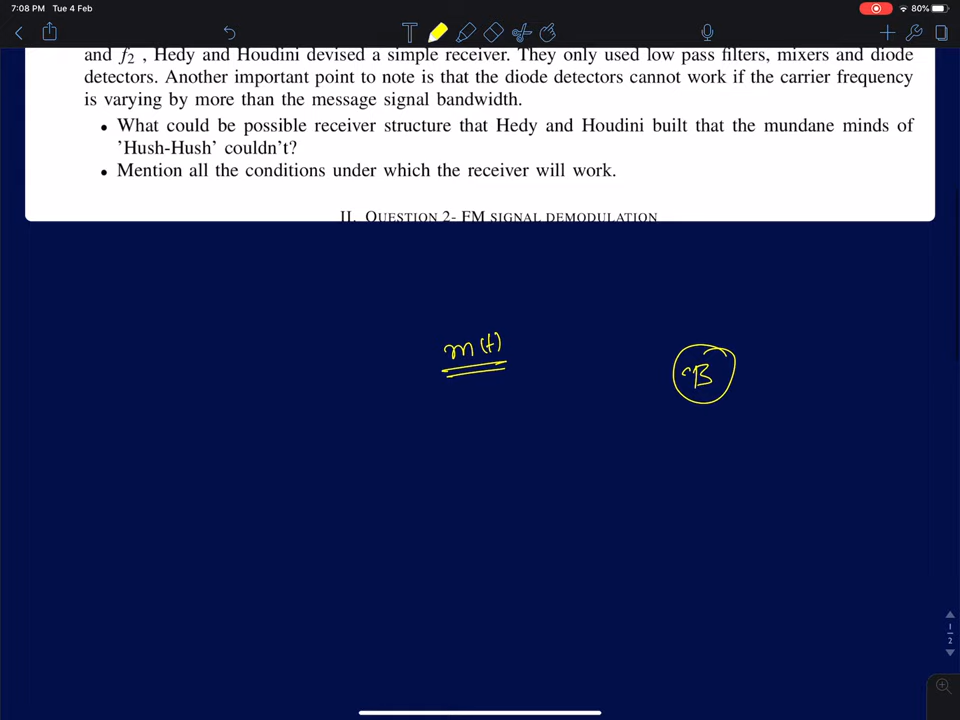 7:08 PM Tue 4 Feb
80%
and f₂ , Hedy and Houdini devised a simple receiver. They only used low pass filters, mixers and diode
detectors. Another important point to note is that the diode detectors cannot work if the carrier frequency
is varying by more than the message signal bandwidth.
• What could be possible receiver structure that Hedy and Houdini built that the mundane minds of
'Hush-Hush' couldn't?
• Mention all the conditions under which the receiver will work.
II. QUESTION 2- FM SIGNAL DEMODULATION
m(t)
B
1
2